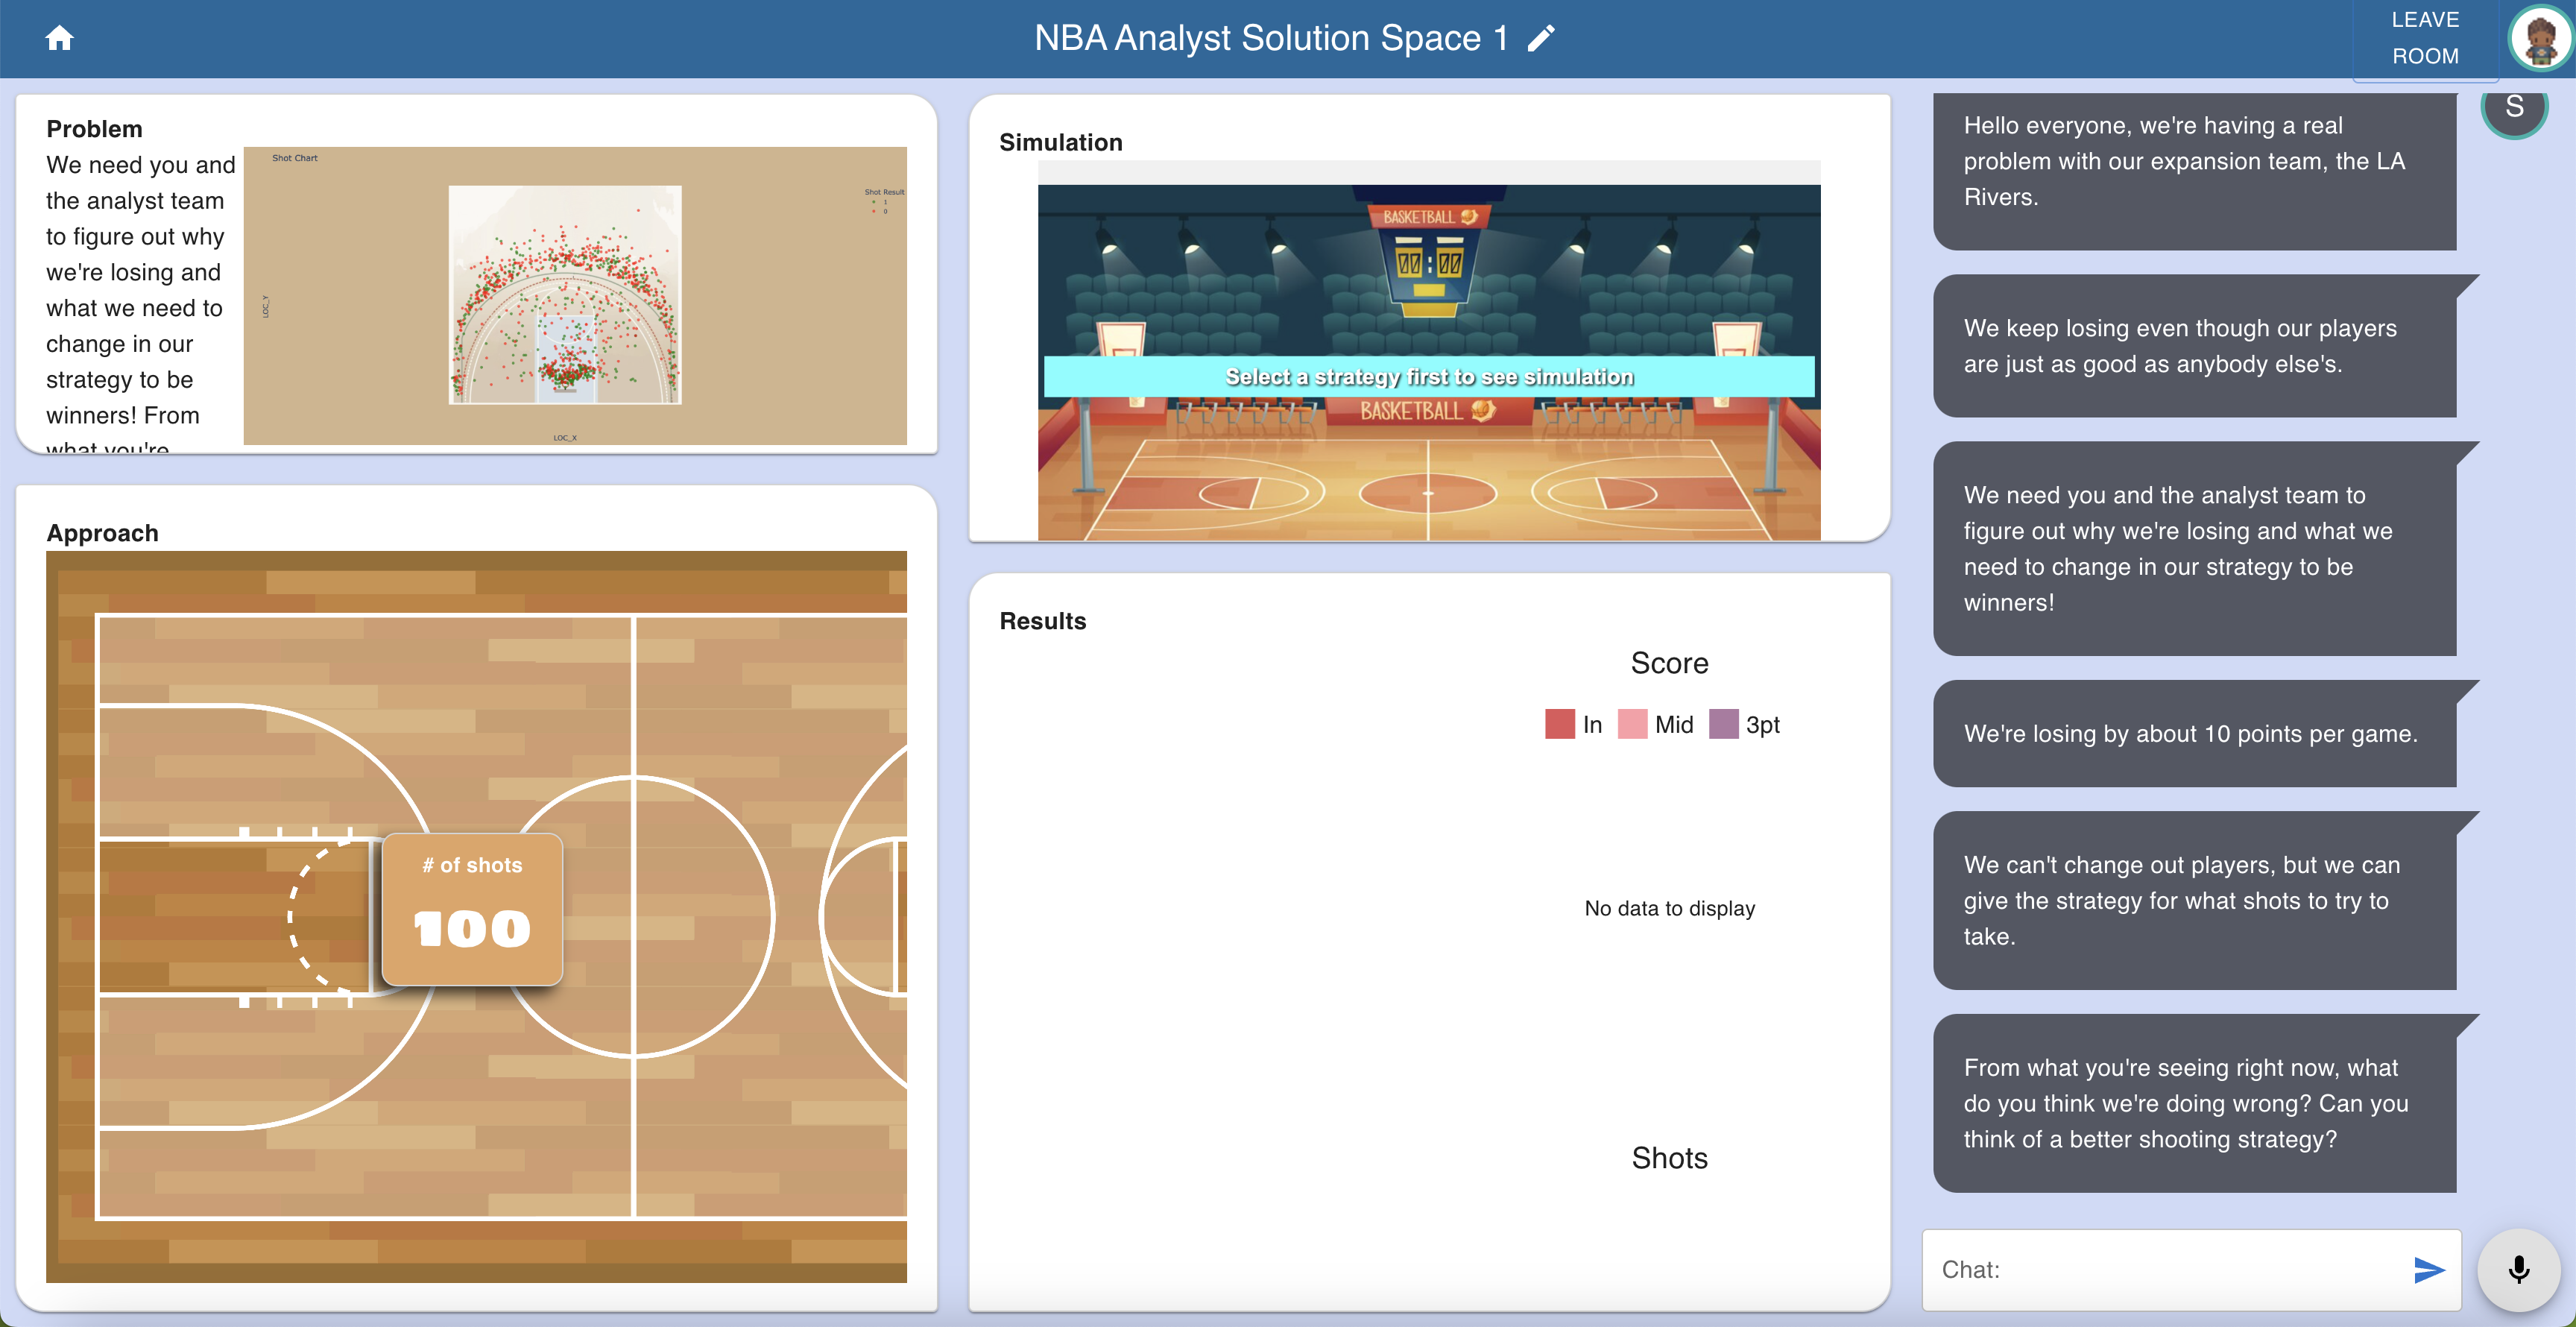 NBA Analyst Solution Space 1
LEAVE
ROOM
Problem
We need you and
the analyst team
to figure out why
we're losing and
what we need to
change in our
strategy to be
winners! From
what you're
Shot Chart
Shot Result
1
0
LOC_Y
LOC_X
Approach
# of shots
100
Simulation
BASKETBALL
00:00
Select a strategy first to see simulation
BASKETBALL
Results
Score
In
Mid
3pt
No data to display
Shots
S
Hello everyone, we're having a real
problem with our expansion team, the LA
Rivers.
We keep losing even though our players
are just as good as anybody else's.
We need you and the analyst team to
figure out why we're losing and what we
need to change in our strategy to be
winners!
We're losing by about 10 points per game.
We can't change out players, but we can
give the strategy for what shots to try to
take.
From what you're seeing right now, what
do you think we're doing wrong? Can you
think of a better shooting strategy?
Chat: